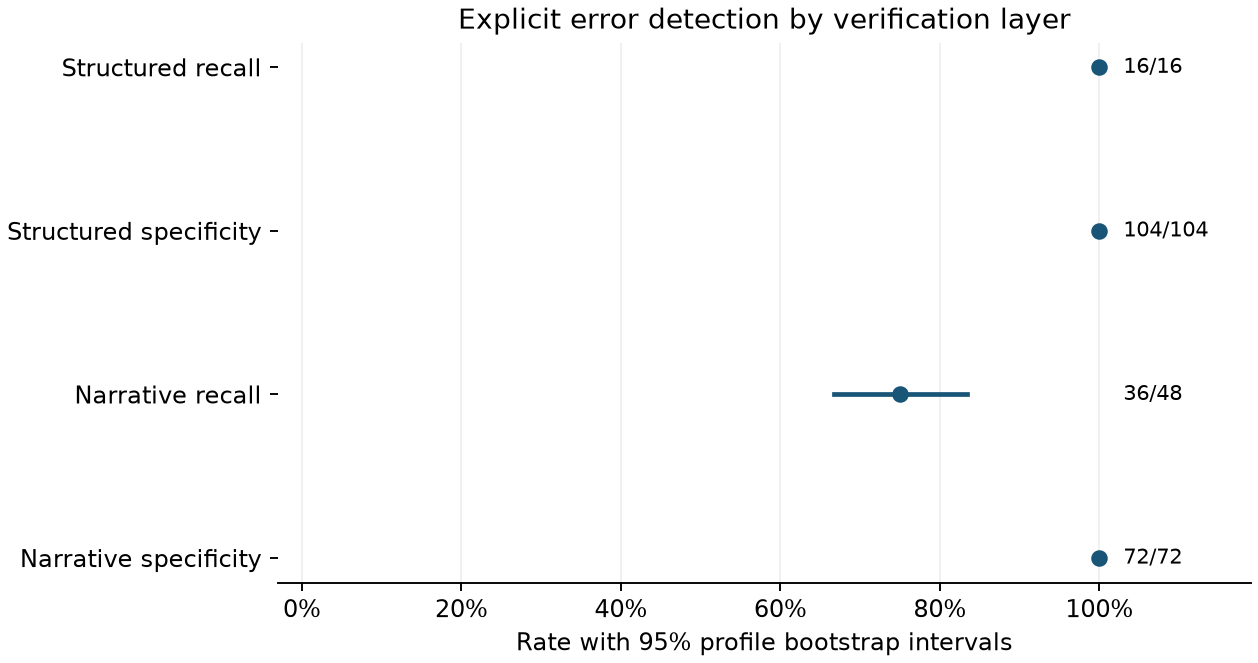 Explicit error detection by verification layer
Structured recall
16/16
Structured specificity
104/104
Narrative recall
36/48
Narrative specificity
72/72
0% 20% 40% 60% 80% 100%
Rate with 95% profile bootstrap intervals